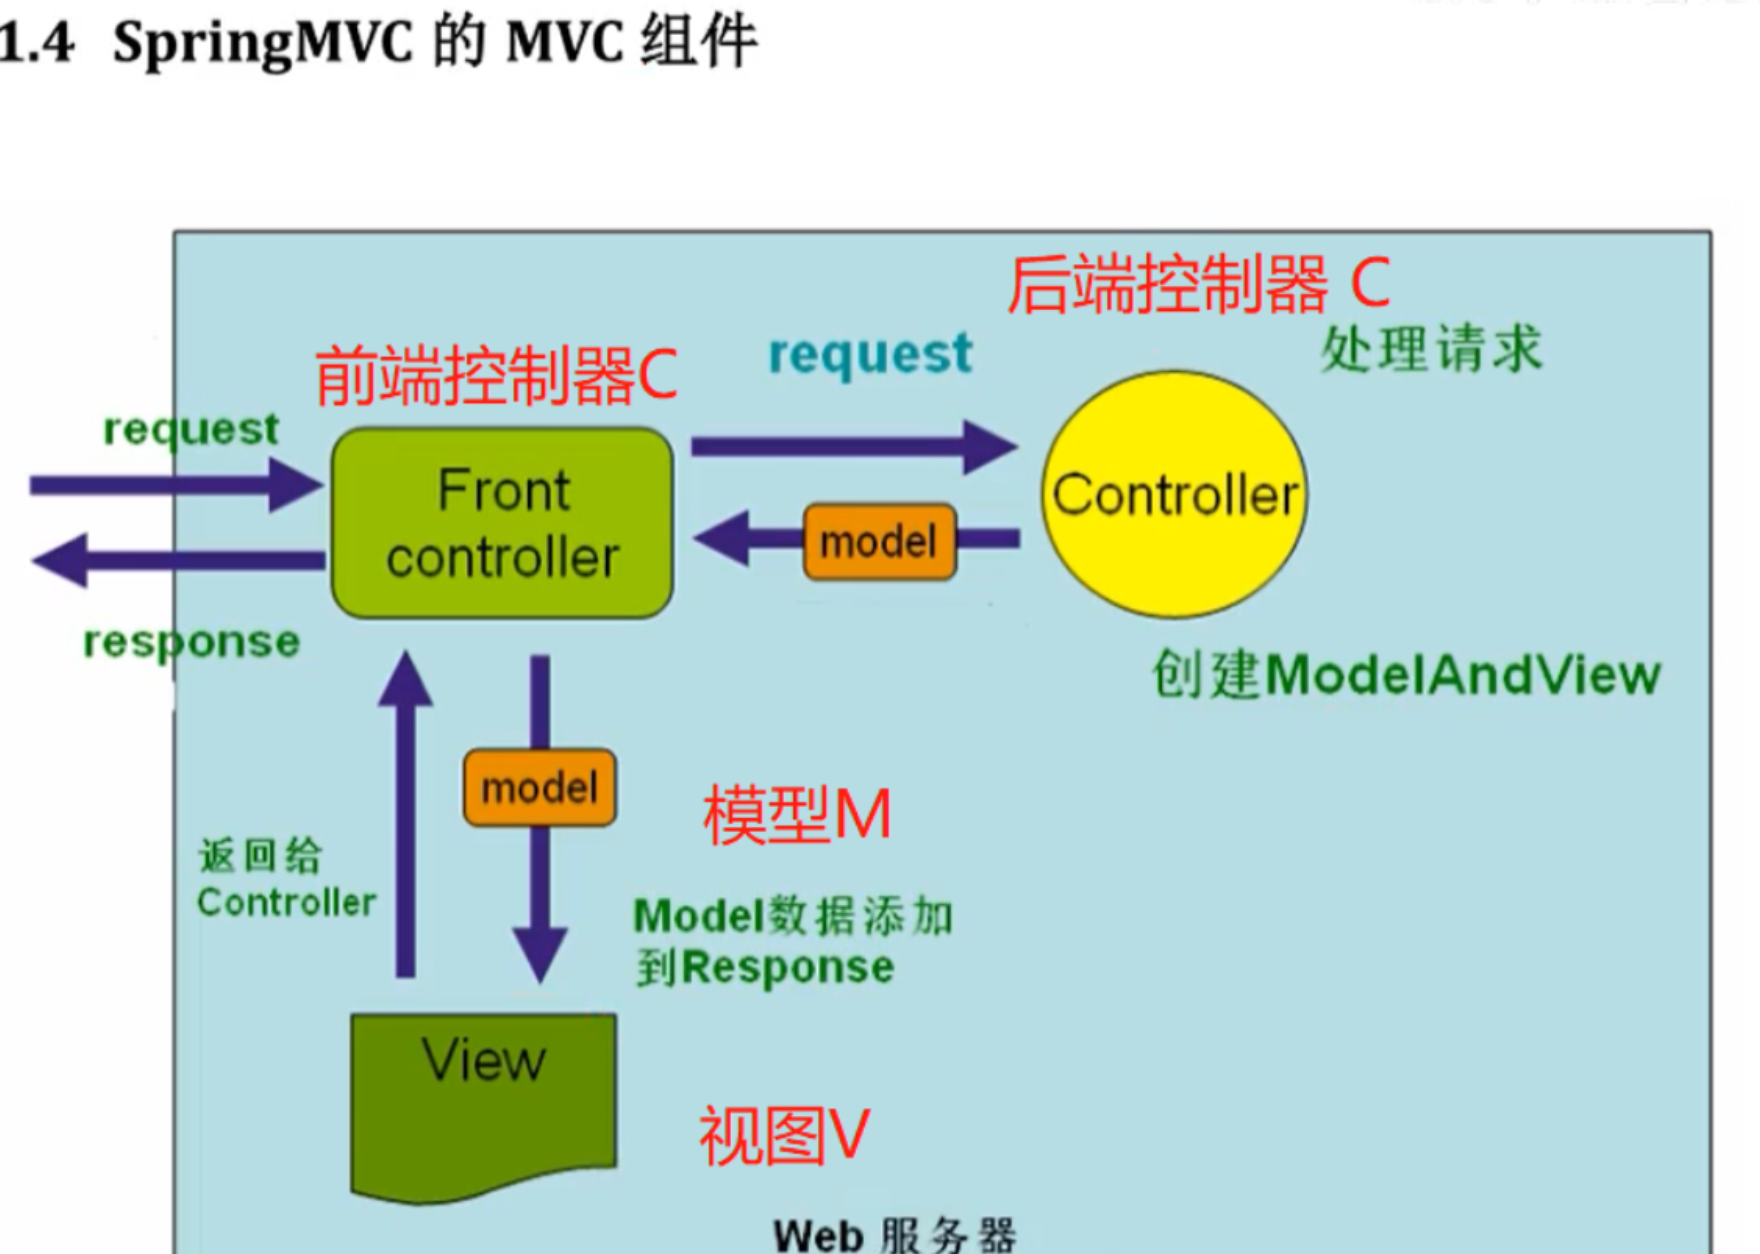 1.4 SpringMVC 的 MVC 组件
后端控制器 C
处理请求
request
前端控制器C
request
Front
controller
Controller
model
response
创建ModelAndView
model
模型M
返回给
Controller
Model数据添加
到Response
View
视图V
Web 服务器